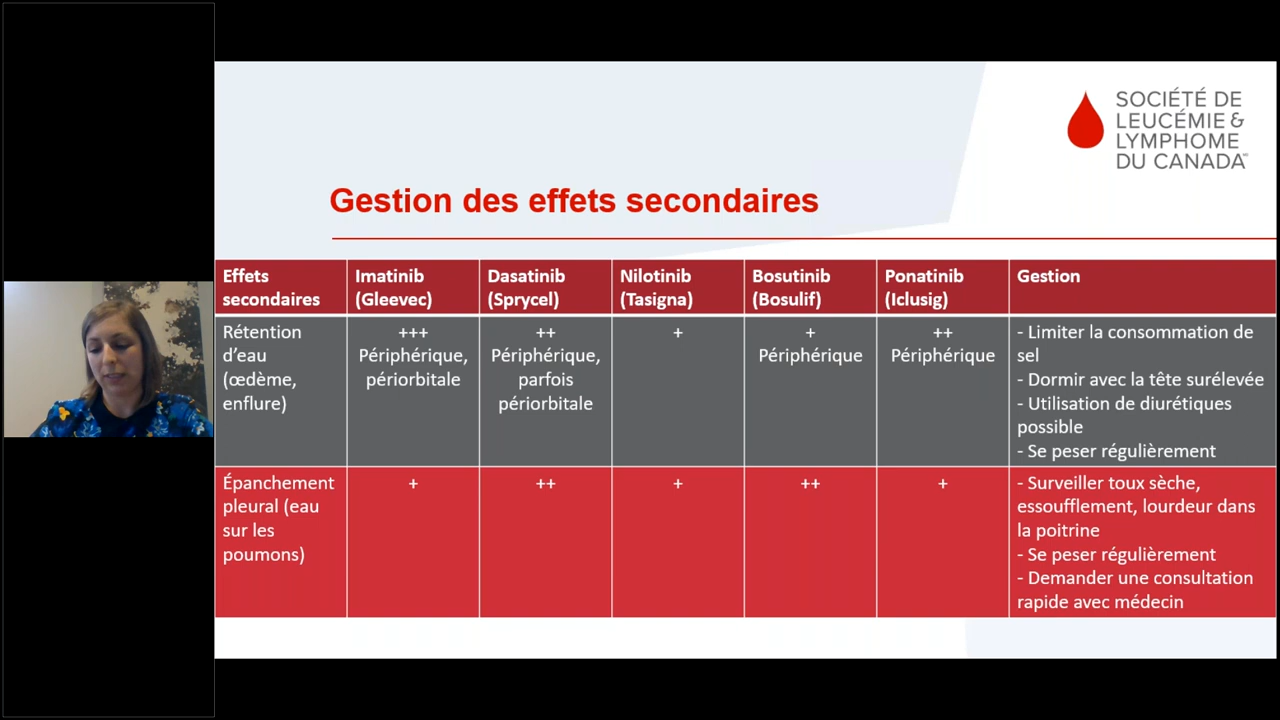 SOCIÉTÉ DE
LEUCÉMIE &
LYMPHOME
DU CANADA
Gestion des effets secondaires
Effets
secondaires
Imatinib
(Gleevec)
Dasatinib
(Sprycel)
Nilotinib
(Tasigna)
Bosutinib
(Bosulif)
Ponatinib
(Iclusig)
Gestion
Rétention
d'eau
(œdème,
enflure)
+++
Périphérique,
périorbitale
++
Périphérique,
parfois
périorbitale
+
+
Périphérique
++
Périphérique
- Limiter la consommation de
sel
- Dormir avec la tête surélevée
- Utilisation de diurétiques
possible
- Se peser régulièrement
Épanchement
pleural (eau
sur les
poumons)
+
++
+
++
+
- Surveiller toux sèche,
essoufflement, lourdeur dans
la poitrine
- Se peser régulièrement
- Demander une consultation
rapide avec médecin